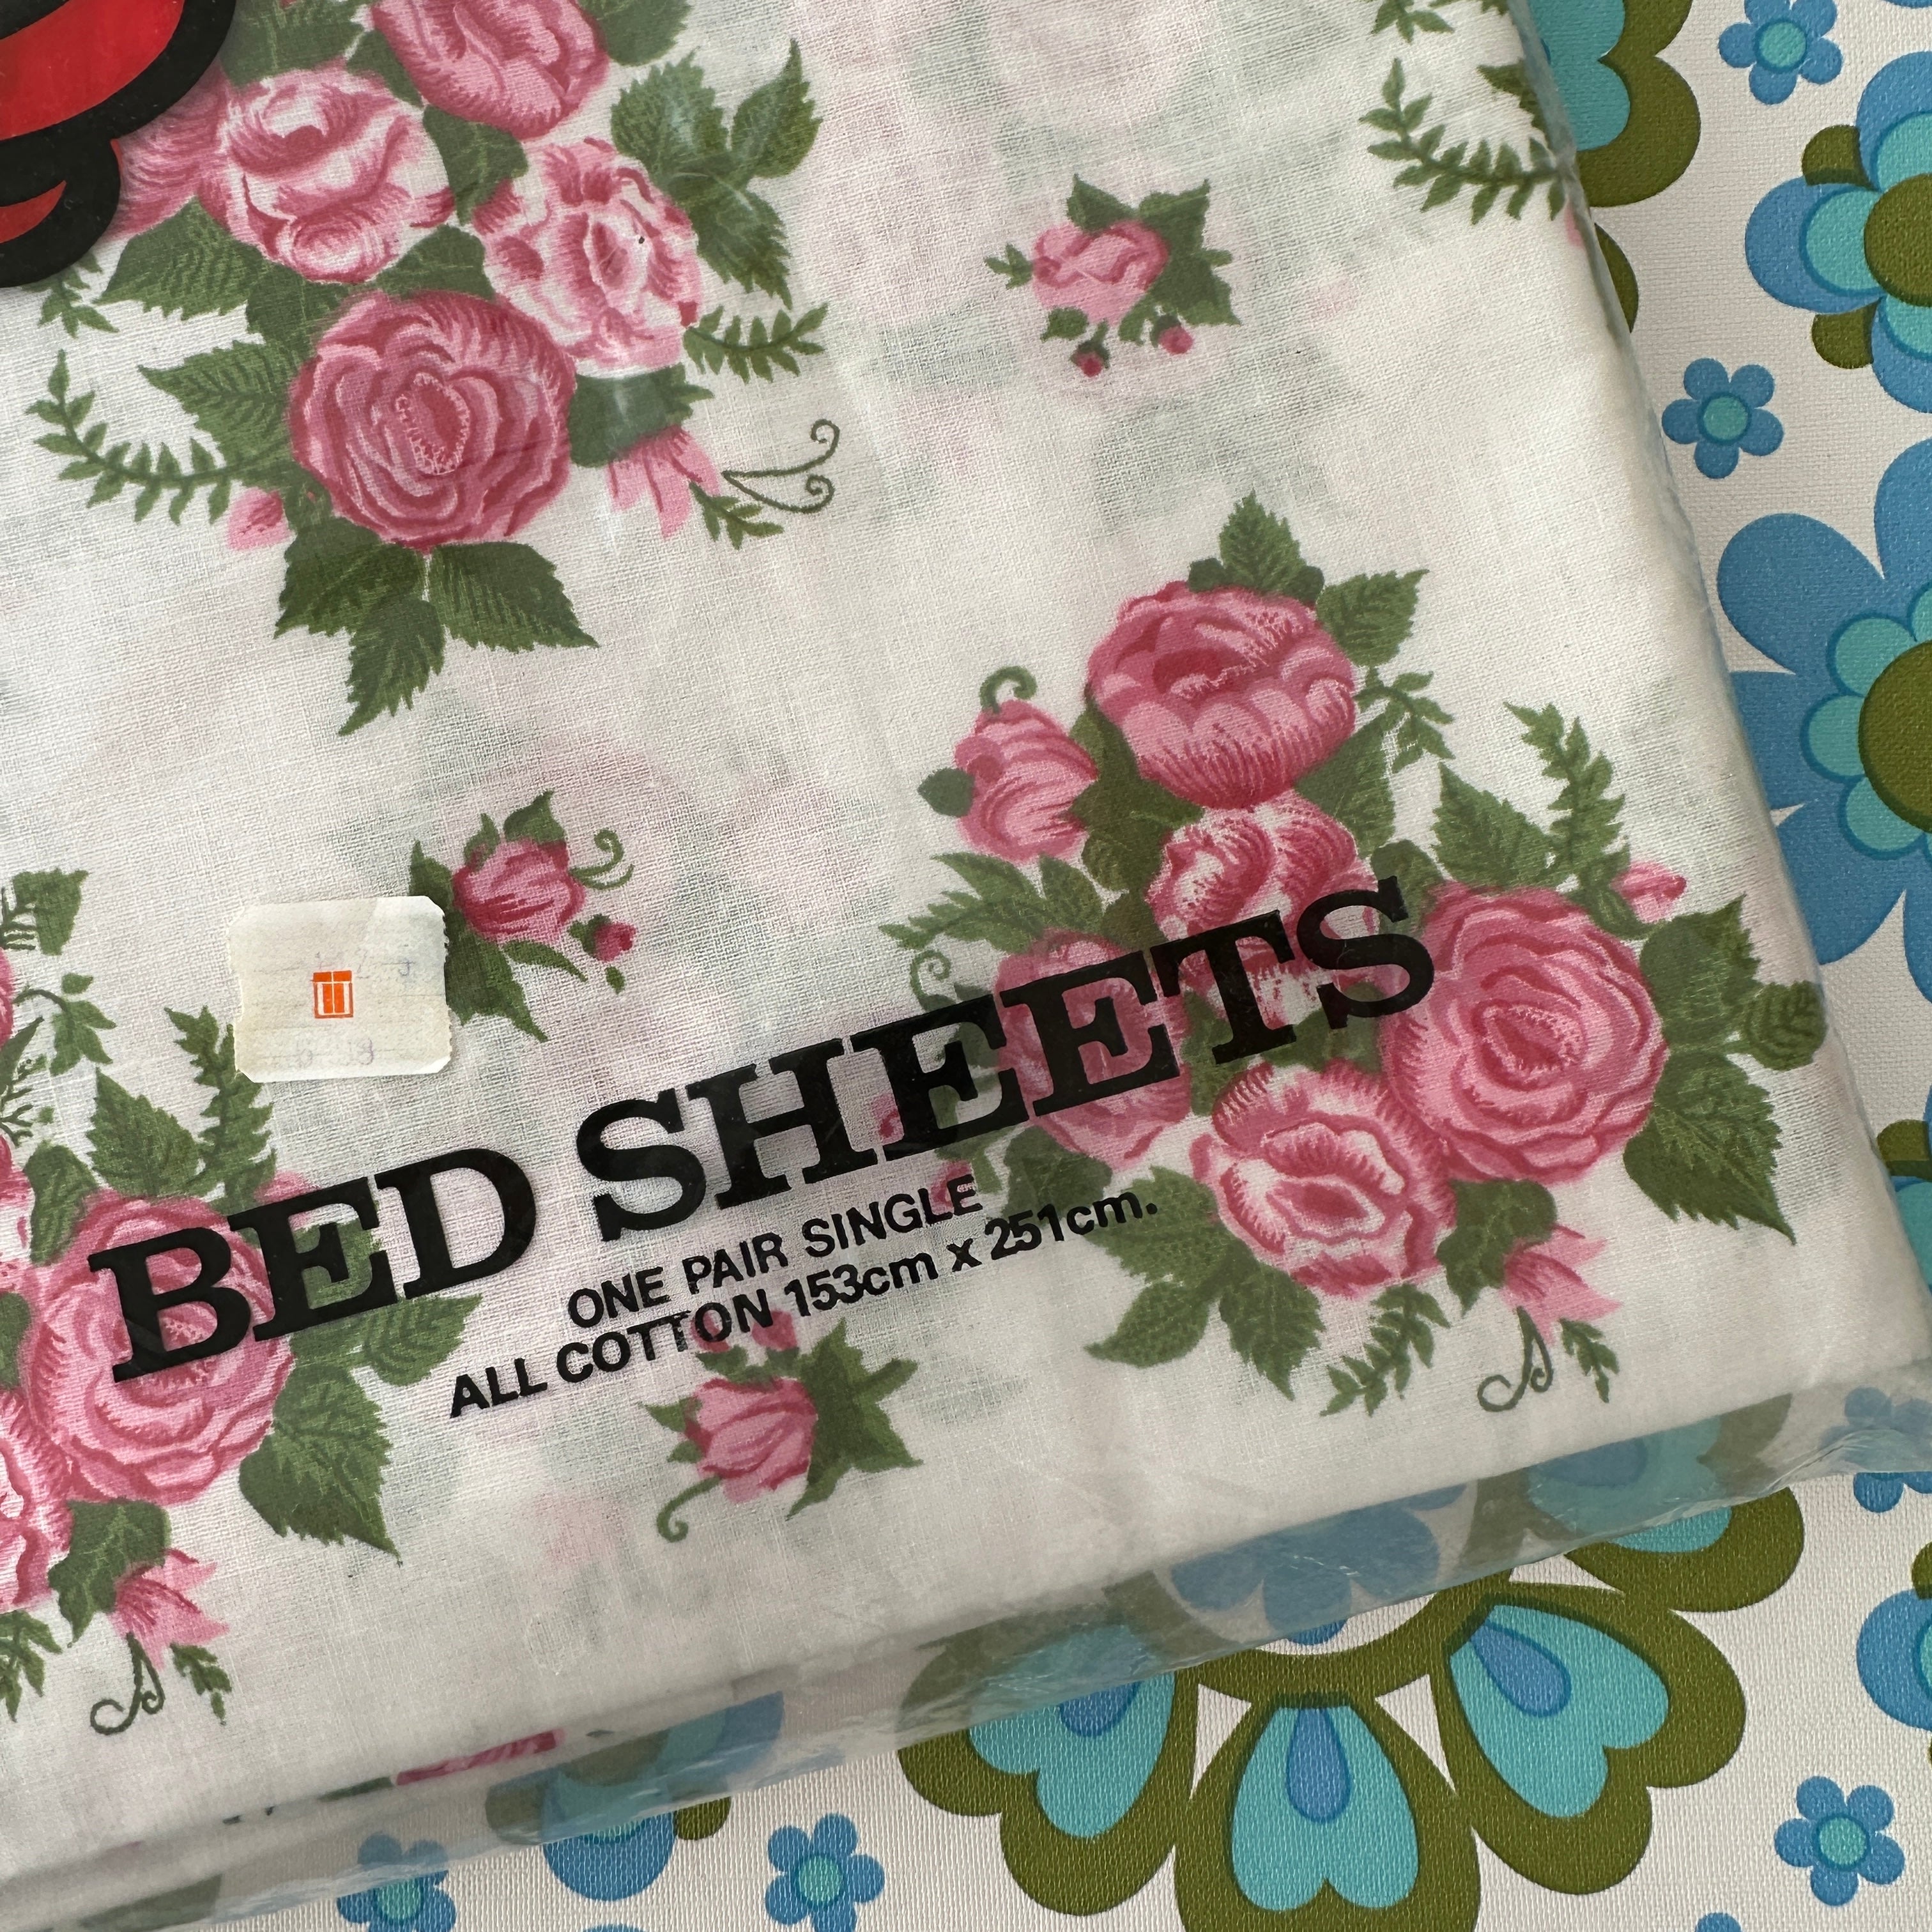 BED SHEETS
ONE PAIR SINGLE
ALL COTTON 153cm x 251cm.